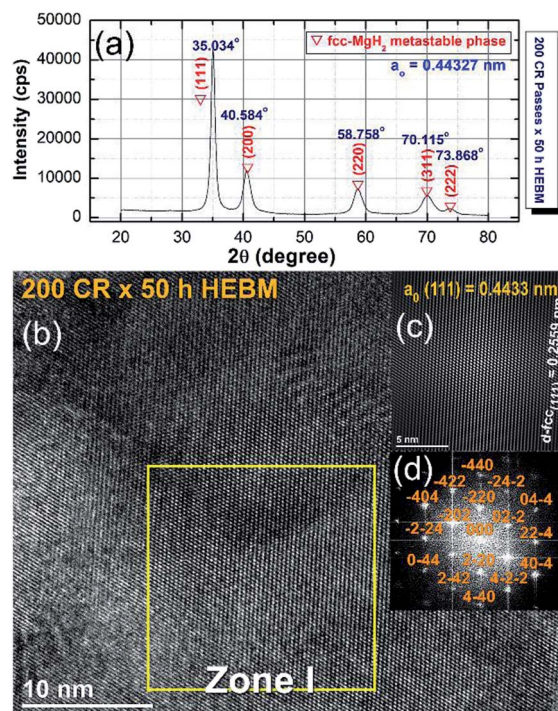 (a)
▽ fcc-MgH₂ metastable phase
aₒ = 0.44327 nm
35.034°
(111)
40.584°
(200)
58.758°
(220)
70.115°
(311)
73.868°
(222)
50000
40000
30000
20000
10000
0
20 30 40 50 60 70 80
Intensity (cps)
2θ (degree)
200 CR Passes x 50 h HEBM
200 CR x 50 h HEBM
(b)
Zone I
10 nm
a₀ (111) = 0.4433 nm
(c)
d-fcc(111) = 0.2559 nm
5 nm
(d)
-440
-422 -24-2
-404 -220 04-4
-202 02-2
-2-24 000 22-4
0-44 2-20 40-4
2-42 4-2-2
4-40